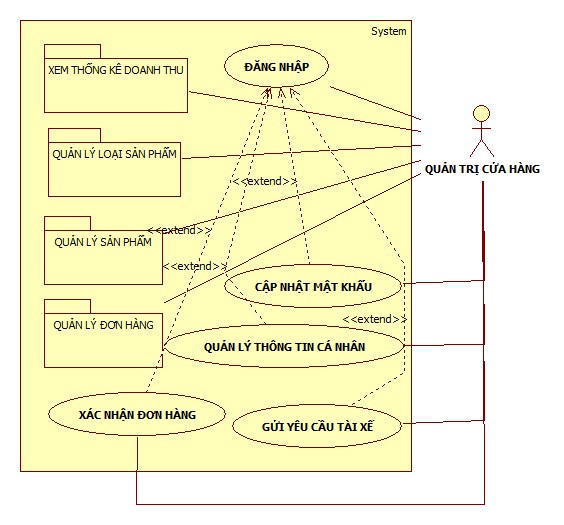 System
XEM THỐNG KÊ DOANH THU
ĐĂNG NHẬP
QUẢN LÝ LOẠI SẢN PHẨM
QUẢN TRỊ CỬA HÀNG
<<extend>>
<<extend>>
QUẢN LÝ SẢN PHẨM
<<extend>>
CẬP NHẬT MẬT KHẨU
<<extend>>
QUẢN LÝ ĐƠN HÀNG
QUẢN LÝ THÔNG TIN CÁ NHÂN
XÁC NHẬN ĐƠN HÀNG
GỬI YÊU CẦU TÀI XẾ